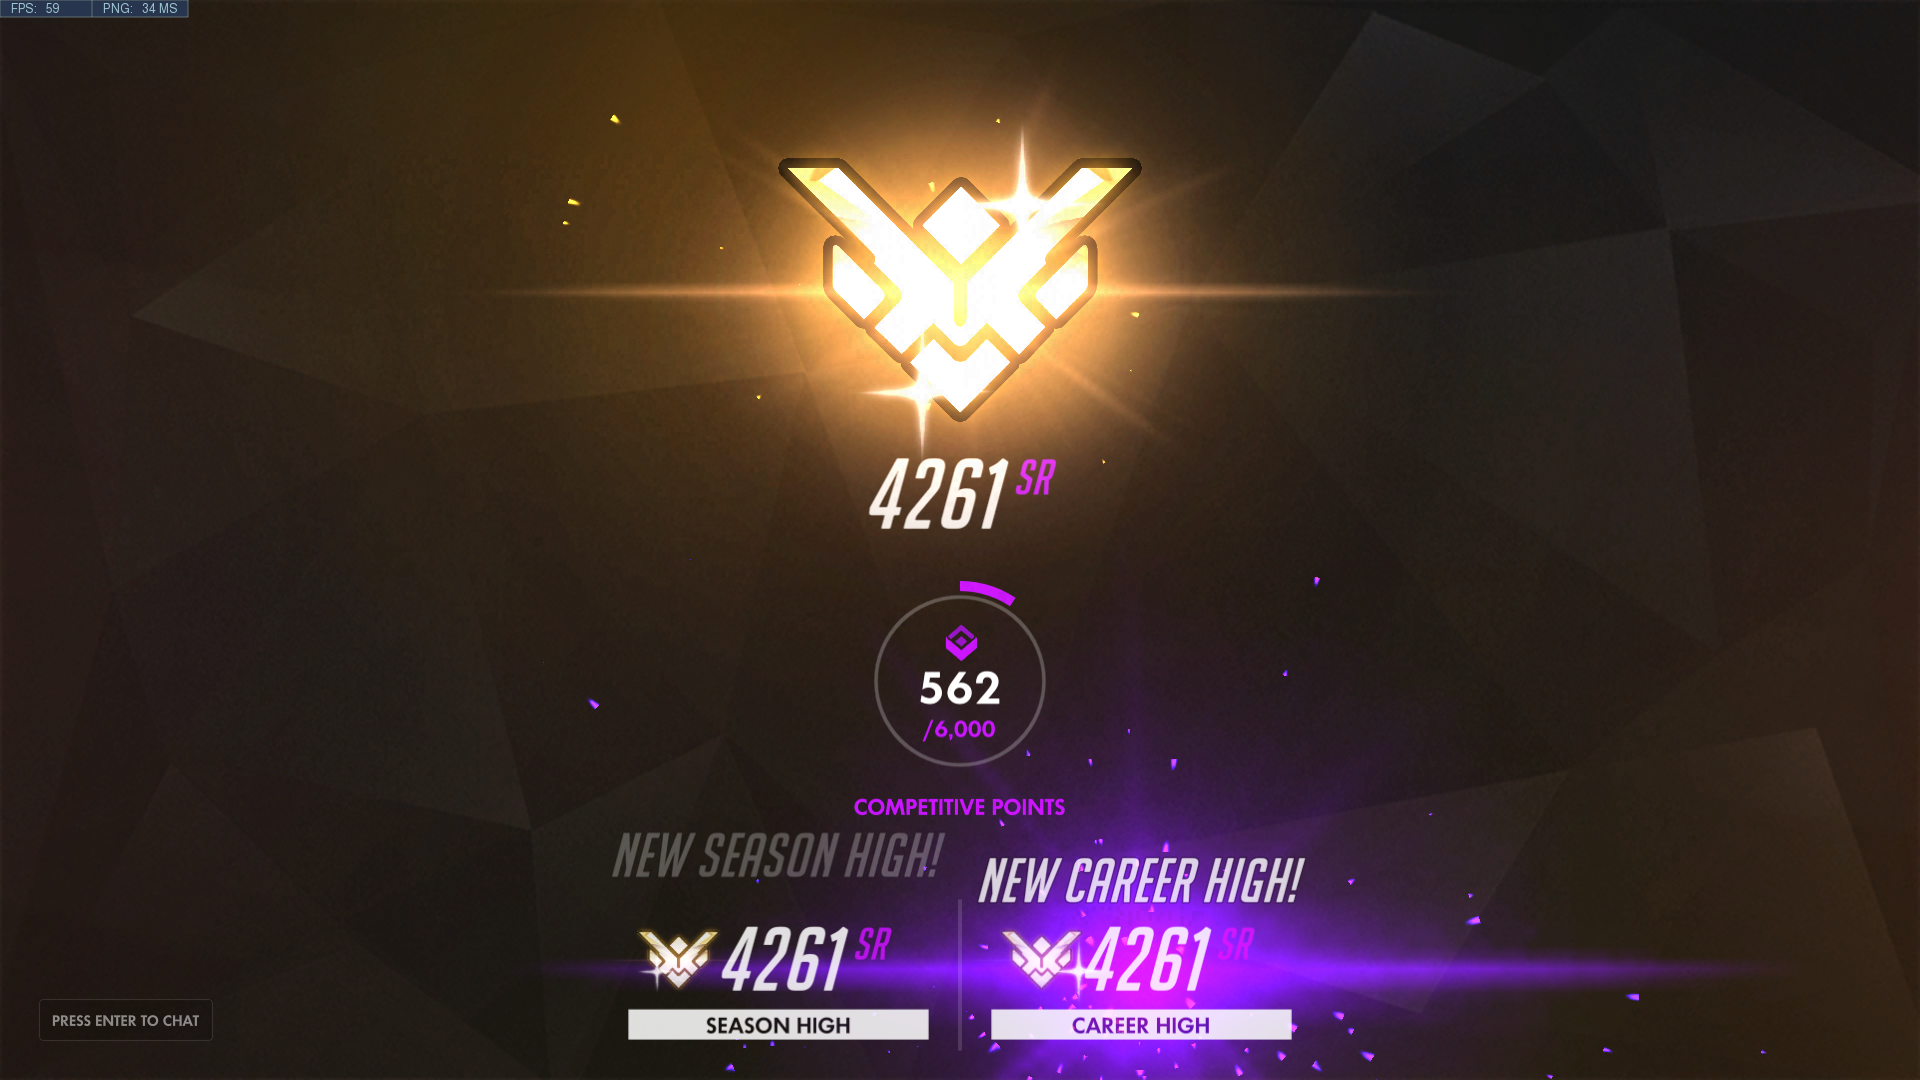 FPS: 59 PNG: 34 MS
4261 SR
562
/6,000
COMPETITIVE POINTS
NEW SEASON HIGH!
NEW CAREER HIGH!
4261 SR
4261 SR
SEASON HIGH
CAREER HIGH
PRESS ENTER TO CHAT